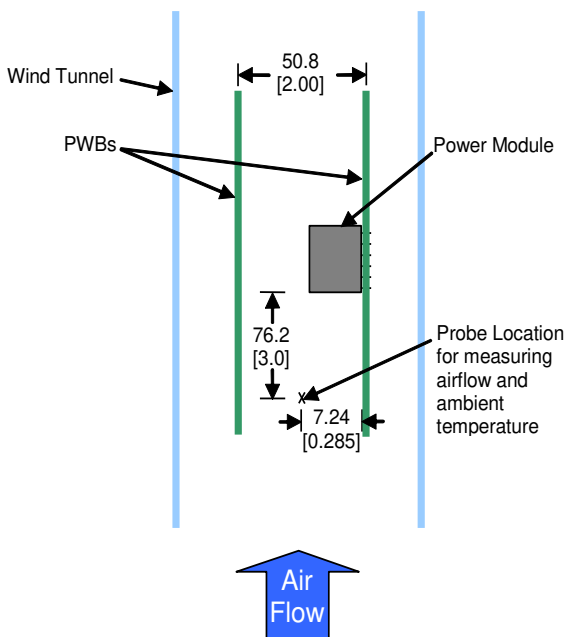 50.8
[2.00]
Wind Tunnel
PWBs
Power Module
76.2
[3.0]
Probe Location
for measuring
airflow and
ambient
temperature
x
7.24
[0.285]
Air
Flow